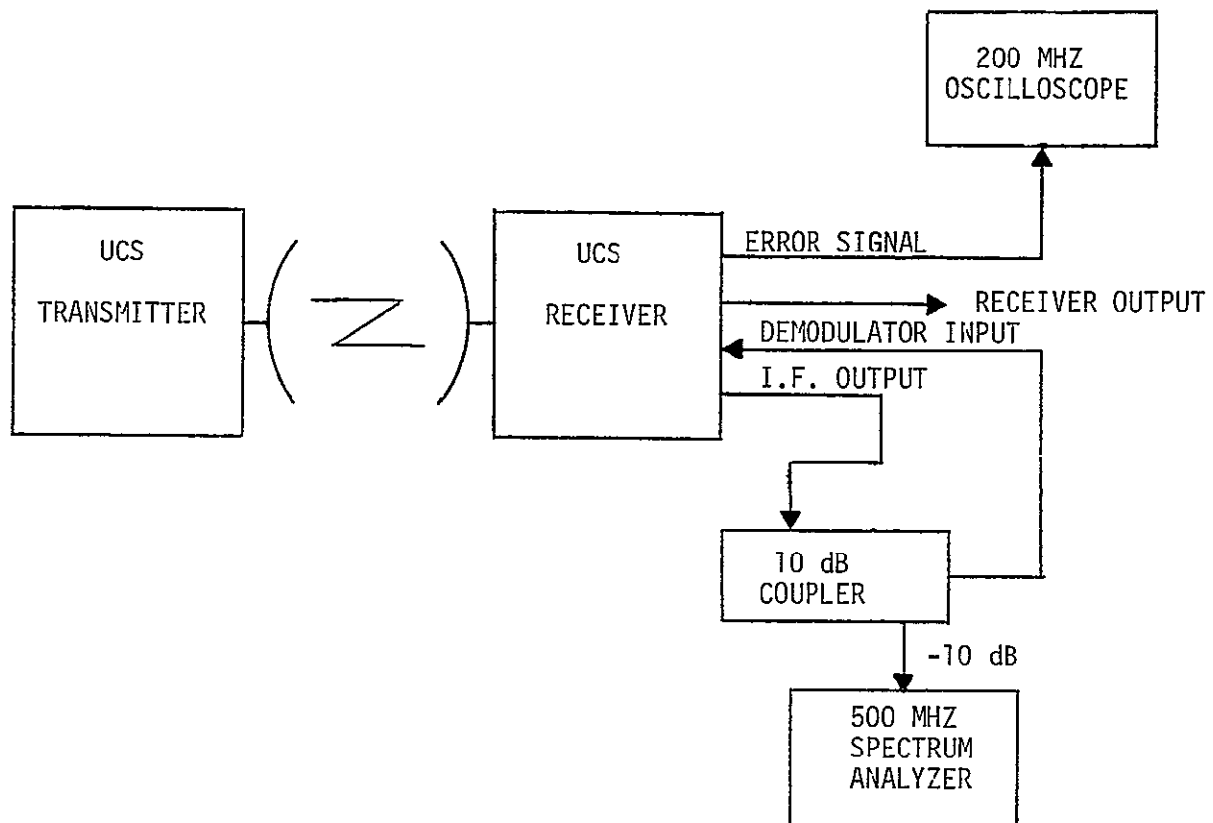 200 MHZ
OSCILLOSCOPE
UCS
TRANSMITTER
UCS
RECEIVER
ERROR SIGNAL
RECEIVER OUTPUT
DEMODULATOR INPUT
I.F. OUTPUT
10 dB
COUPLER
-10 dB
500 MHZ
SPECTRUM
ANALYZER